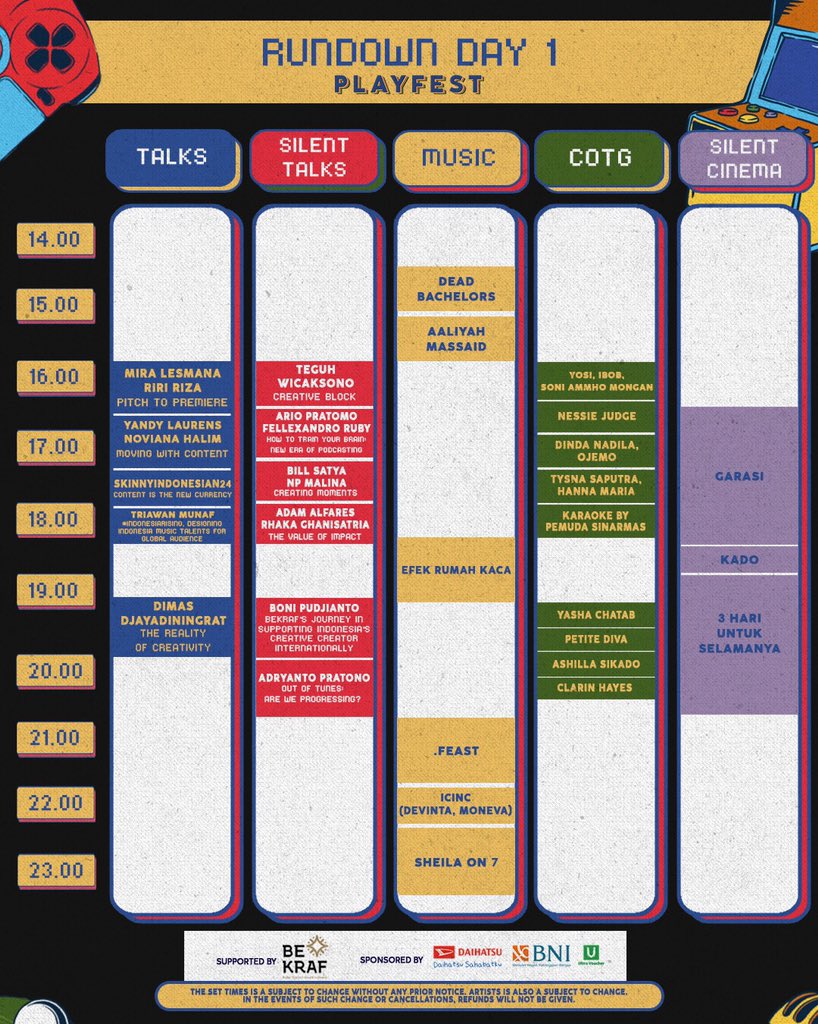 RUNDOWN DAY 1
PLAYFEST
TALKS
SILENT
TALKS
MUSIC
COTG
SILENT
CINEMA
14.00
15.00
16.00
17.00
18.00
19.00
20.00
21.00
22.00
23.00
MIRA LESMANA
RIRI RIZA
PITCH TO PREMIERE
YANDY LAURENS
NOVIANA HALIM
MOVING WITH CONTENT
SKINNYINDONESIAN24
CONTENT IS THE NEW CURRENCY
TRIAWAN MUNAF
#INDONESIARISING, DESIGNING
INDONESIA MUSIC TALENTS FOR
GLOBAL AUDIENCE
DIMAS
DJAYADININGRAT
THE REALITY
OF CREATIVITY
TEGUH
WICAKSONO
CREATIVE BLOCK
ARIO PRATOMO
FELLEXANDRO RUBY
HOW TO TRAIN YOUR BRAIN:
NEW ERA OF PODCASTING
BILL SATYA
NP MALINA
CREATING MOMENTS
ADAM ALFARES
RHAKA GHANISATRIA
THE VALUE OF IMPACT
BONI PUDJIANTO
BEKRAF'S JOURNEY IN
SUPPORTING INDONESIA'S
CREATIVE CREATOR
INTERNATIONALLY
ADRYANTO PRATONO
OUT OF TUNES:
ARE WE PROGRESSING?
DEAD
BACHELORS
AALIYAH
MASSAID
EFEK RUMAH KACA
.FEAST
ICINC
(DEVINTA, MONEVA)
SHEILA ON 7
YOSI, IBOB,
SONI AMMHO MONGAN
NESSIE JUDGE
DINDA NADILA,
OJEMO
TYSNA SAPUTRA,
HANNA MARIA
KARAOKE BY
PEMUDA SINARMAS
YASHA CHATAB
PETITE DIVA
ASHILLA SIKADO
CLARIN HAYES
GARASI
KADO
3 HARI
UNTUK
SELAMANYA
SUPPORTED BY
BE
KRAF
SPONSORED BY
DAIHATSU
Daihatsu Sahabatku
BNI
Ultra Voucher
THE SET TIMES IS A SUBJECT TO CHANGE WITHOUT ANY PRIOR NOTICE. ARTISTS IS ALSO A SUBJECT TO CHANGE.
IN THE EVENTS OF SUCH CHANGE OR CANCELLATIONS, REFUNDS WILL NOT BE GIVEN.